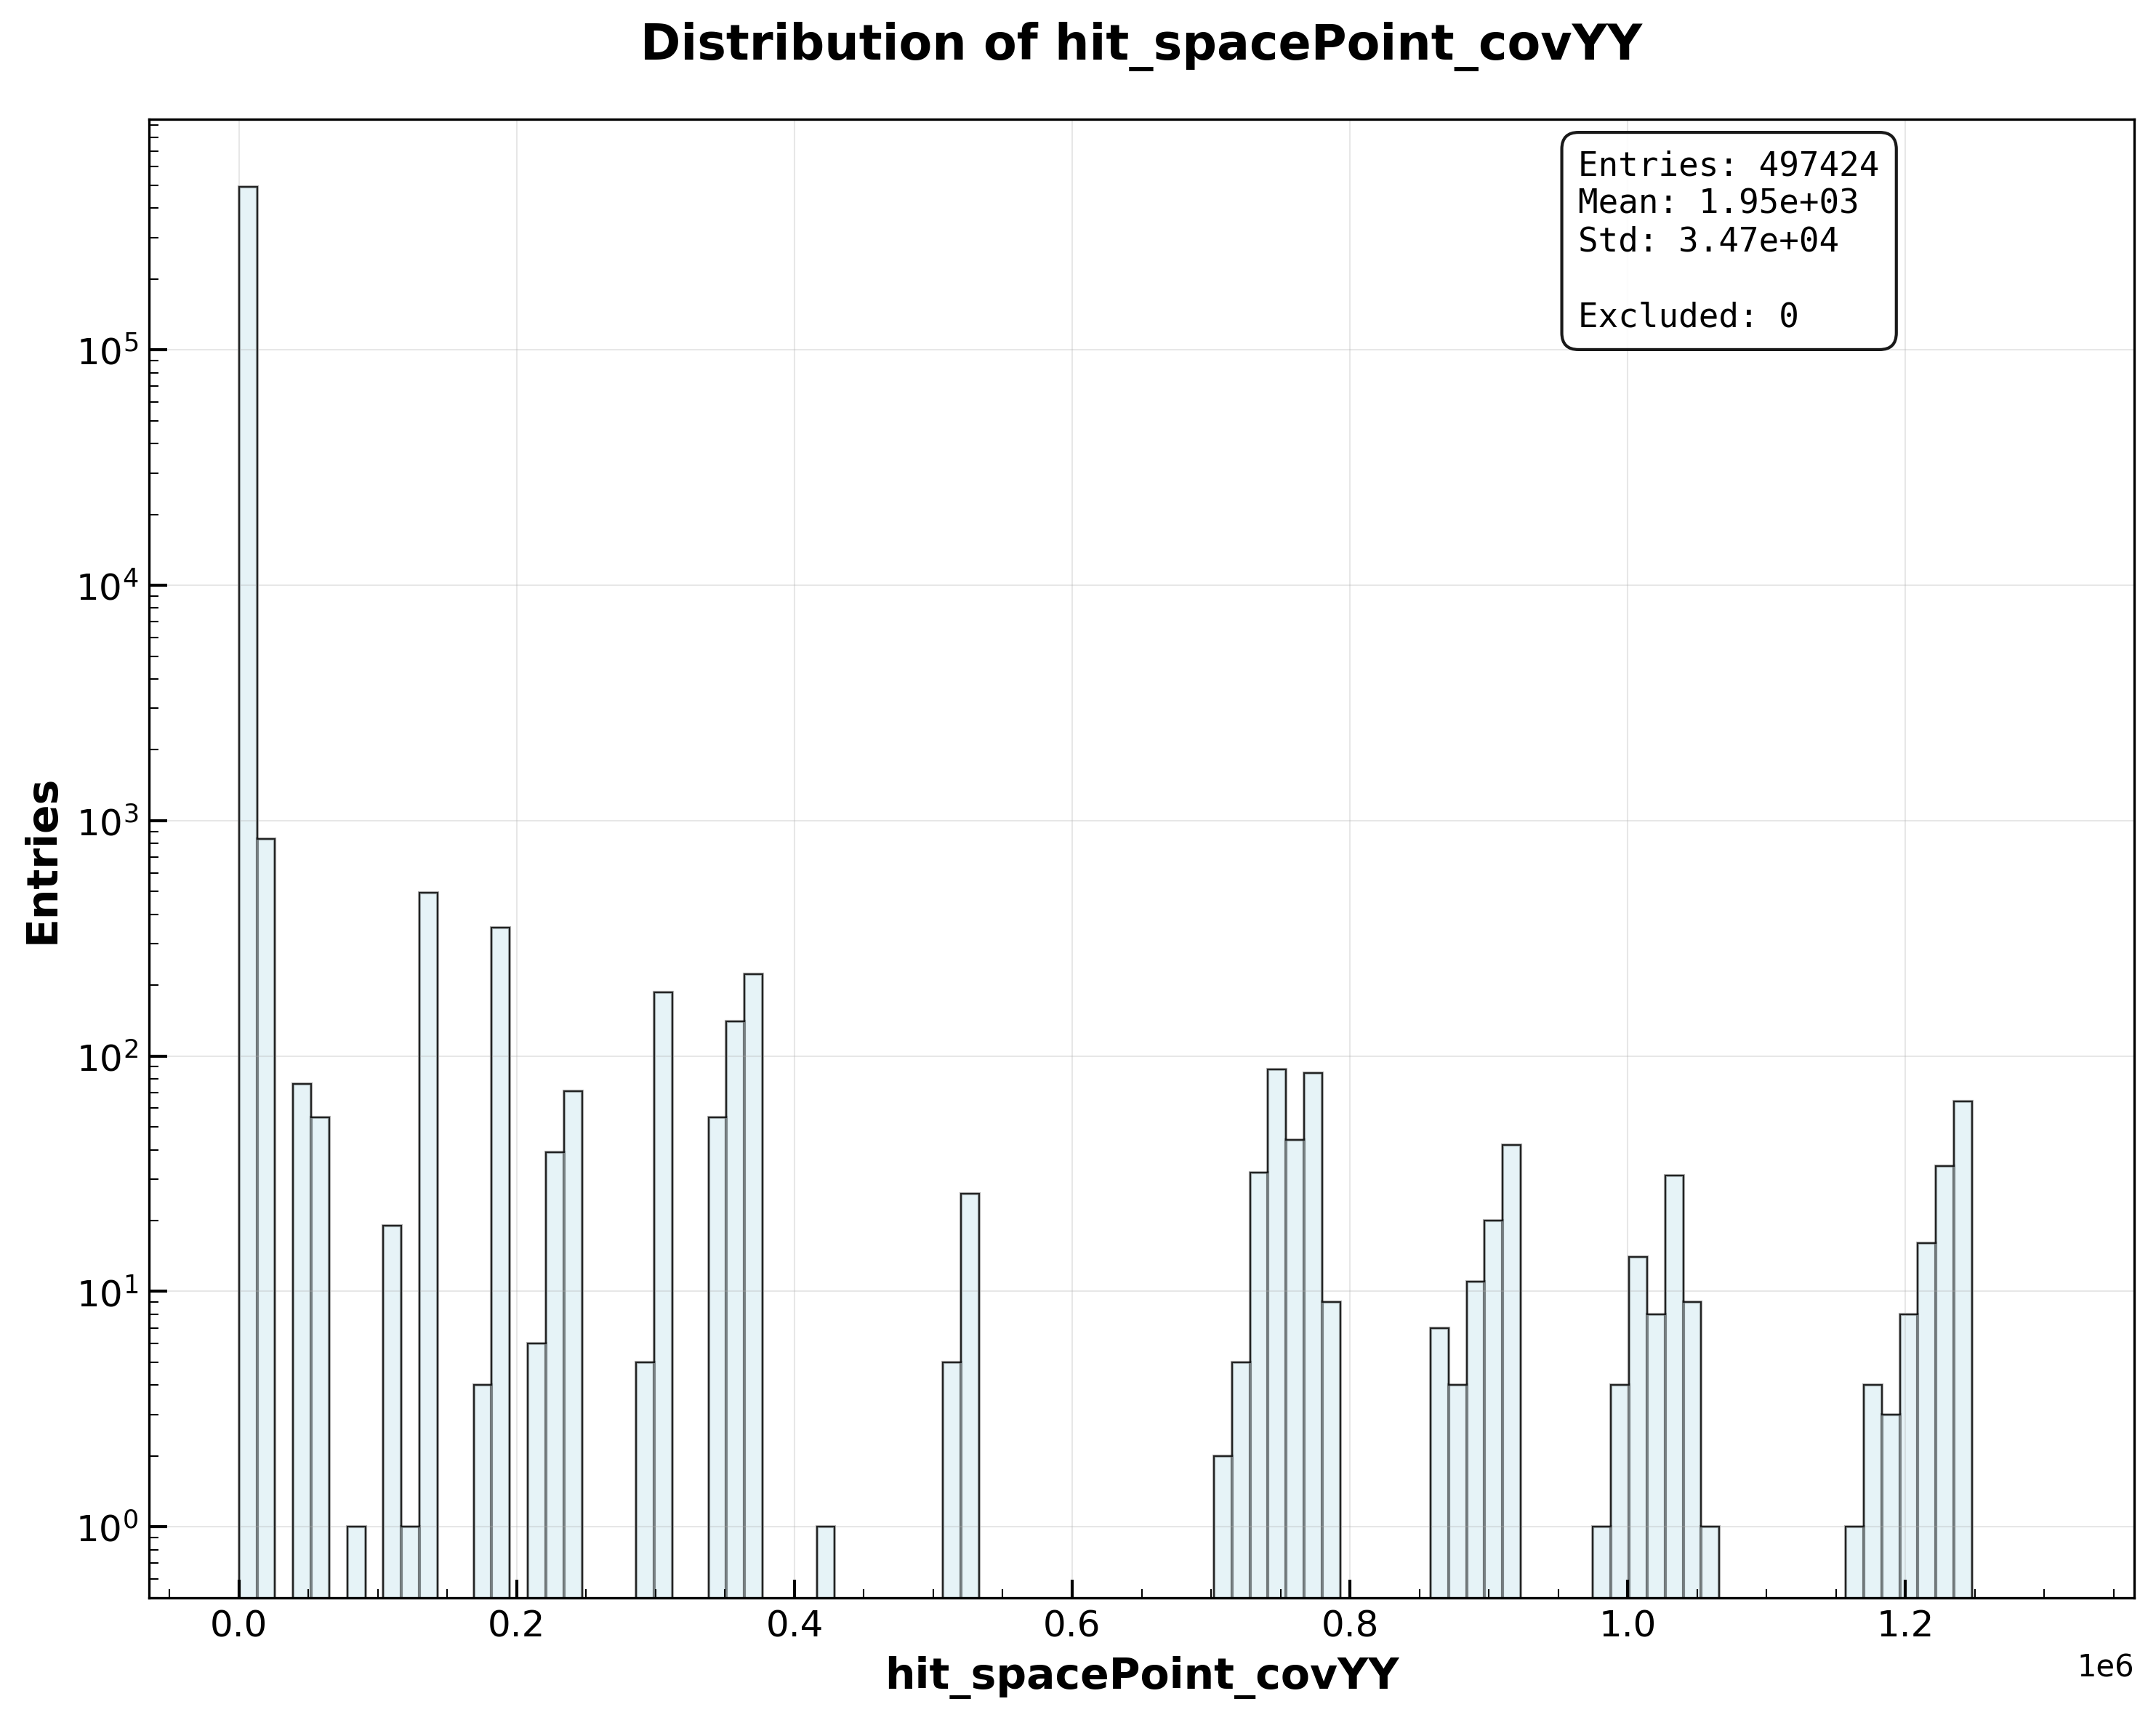 Distribution of hit_spacePoint_covYY
Entries: 497424
Mean: 1.95e+03
Std: 3.47e+04
Excluded: 0
10^5
10^4
10^3
10^2
10^1
10^0
Entries
0.0 0.2 0.4 0.6 0.8 1.0 1.2
1e6
hit_spacePoint_covYY